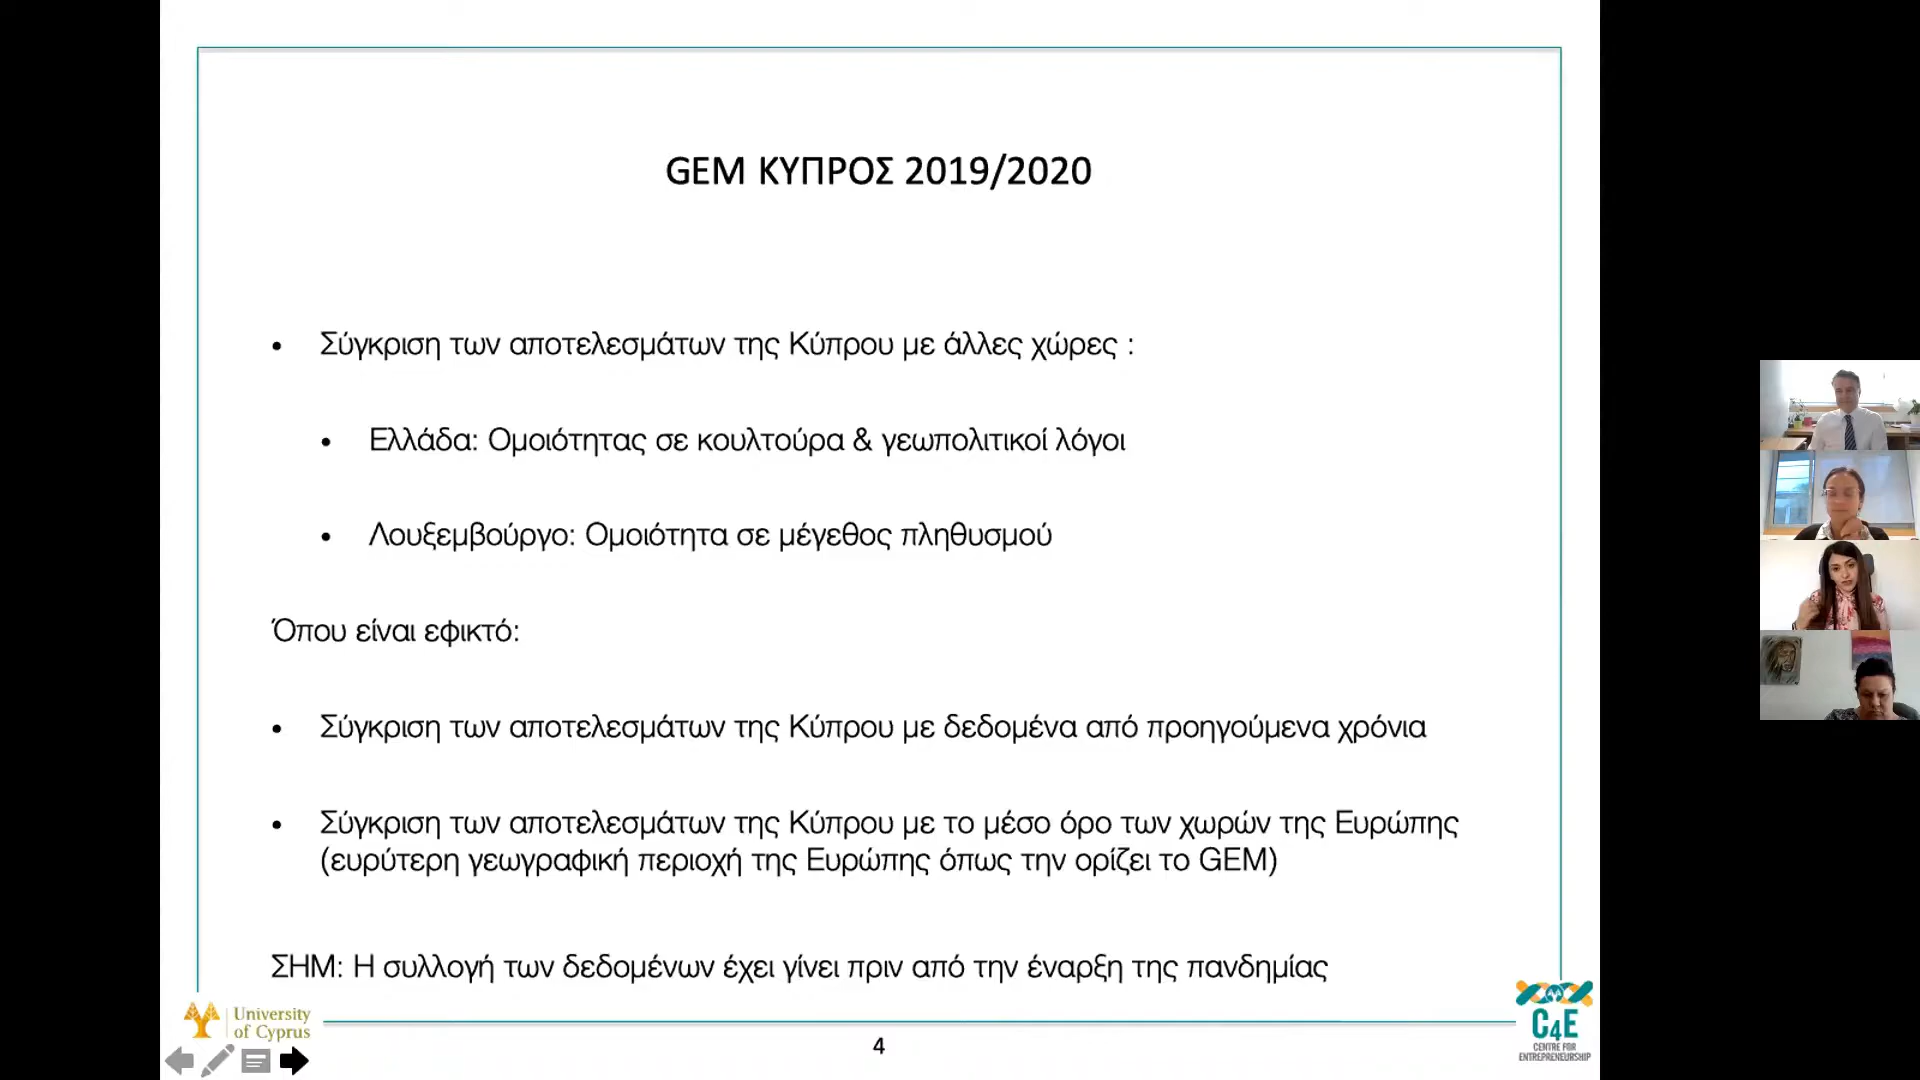 GEM ΚΥΠΡΟΣ 2019/2020
• Σύγκριση των αποτελεσμάτων της Κύπρου με άλλες χώρες :
• Ελλάδα: Ομοιότητας σε κουλτούρα & γεωπολιτικοί λόγοι
• Λουξεμβούργο: Ομοιότητα σε μέγεθος πληθυσμού
Όπου είναι εφικτό:
• Σύγκριση των αποτελεσμάτων της Κύπρου με δεδομένα από προηγούμενα χρόνια
• Σύγκριση των αποτελεσμάτων της Κύπρου με το μέσο όρο των χωρών της Ευρώπης
(ευρύτερη γεωγραφική περιοχή της Ευρώπης όπως την ορίζει το GEM)
ΣΗΜ: Η συλλογή των δεδομένων έχει γίνει πριν από την έναρξη της πανδημίας
University
of Cyprus
4
C4E
CENTRE FOR
ENTREPRENEURSHIP